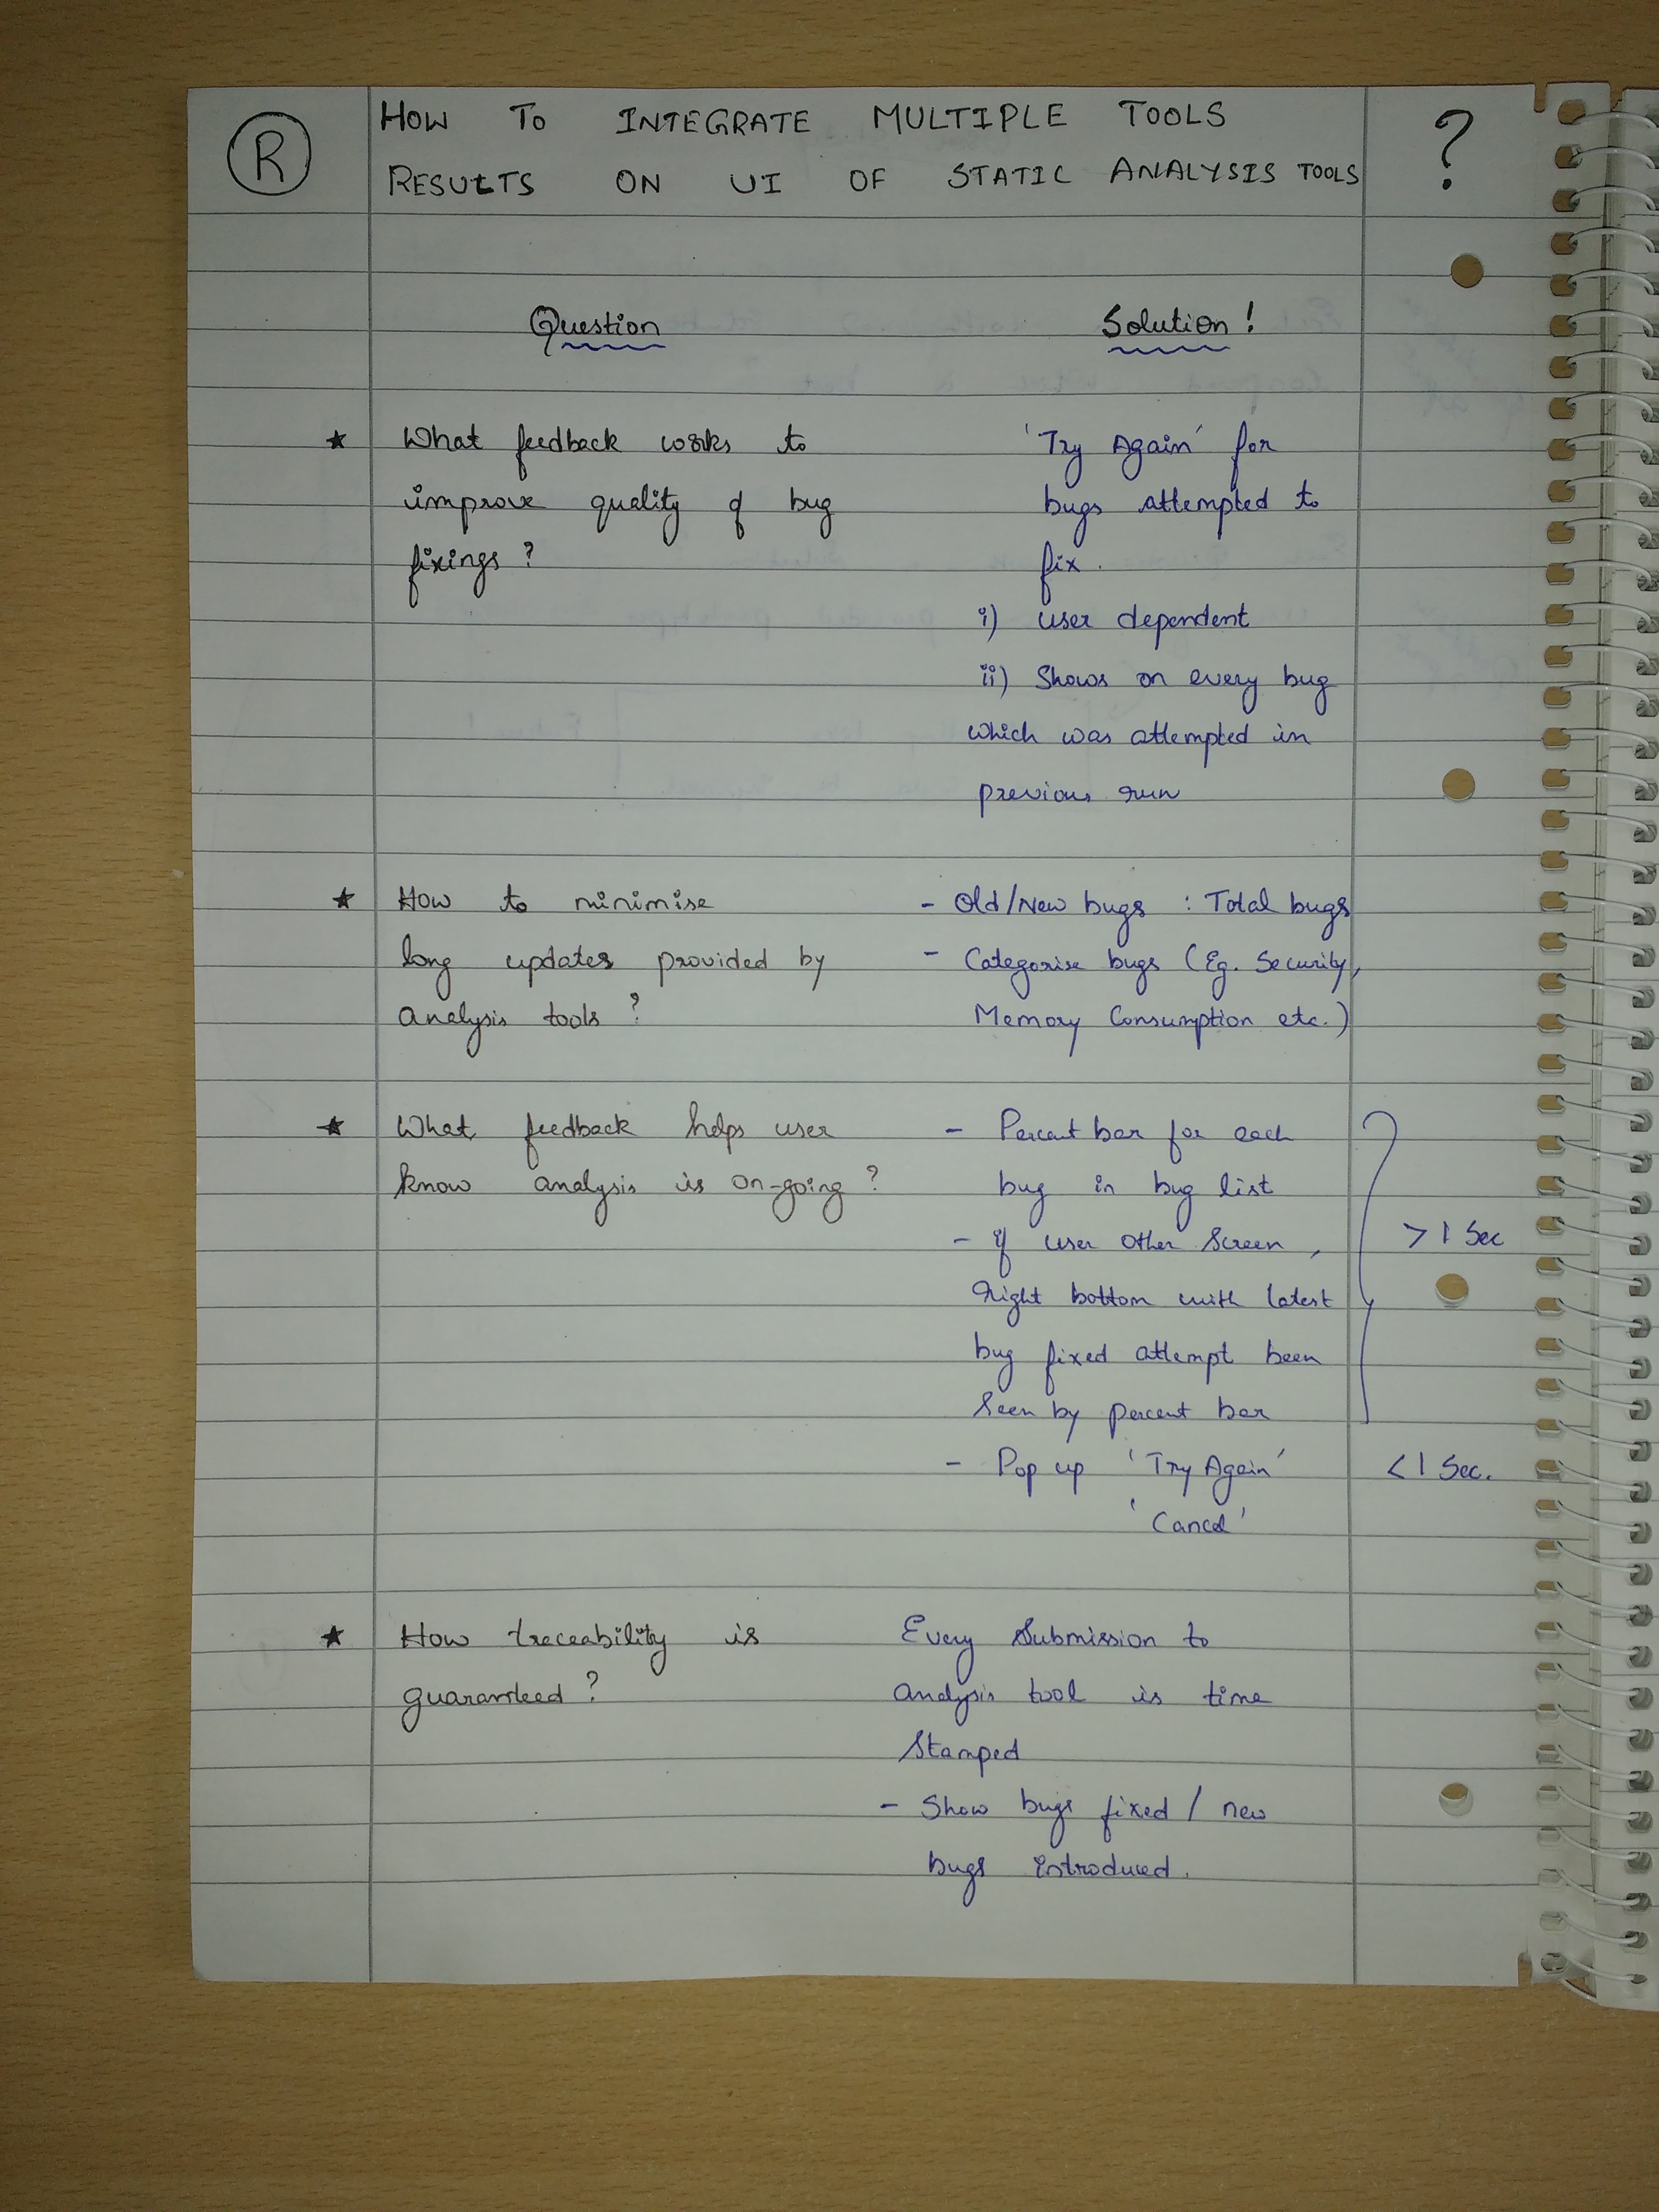 R
HOW TO INTEGRATE MULTIPLE TOOLS
RESULTS ON UI OF STATIC ANALYSIS TOOLS
?
Question
Solution!
★ What feedback works to
improve quality of bug
fixings?
'Try Again' for
bugs attempted to
fix.
i) user dependent
ii) Shows on every bug
which was attempted in
previous run
★ How to minimise
long updates provided by
analysis tools?
- Old/New bugs : Total bugs
- Categorise bugs (Eg. Security,
Memory Consumption etc.)
★ What feedback helps user
know analysis is on-going?
- Percent bar for each
bug in bug list
- if user other screen,
right bottom with latest
bug fixed attempt been
seen by percent bar
> 1 Sec
- Pop up 'Try Again'
'Cancel'
< 1 Sec.
★ How traceability is
guaranteed?
Every Submission to
analysis tool is time
stamped
- Show bugs fixed / new
bugs introduced.